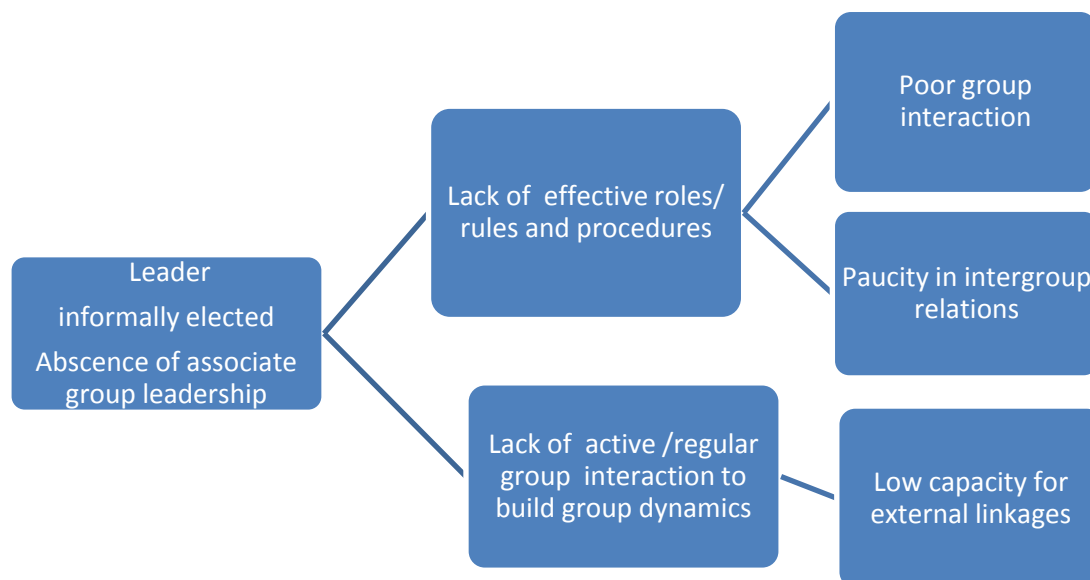 Leader
informally elected
Abscence of associate
group leadership
Lack of effective roles/
rules and procedures
Lack of active /regular
group interaction to
build group dynamics
Poor group
interaction
Paucity in intergroup
relations
Low capacity for
external linkages